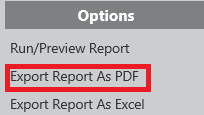 Options
Run/Preview Report
Export Report As PDF
Export Report As Excel